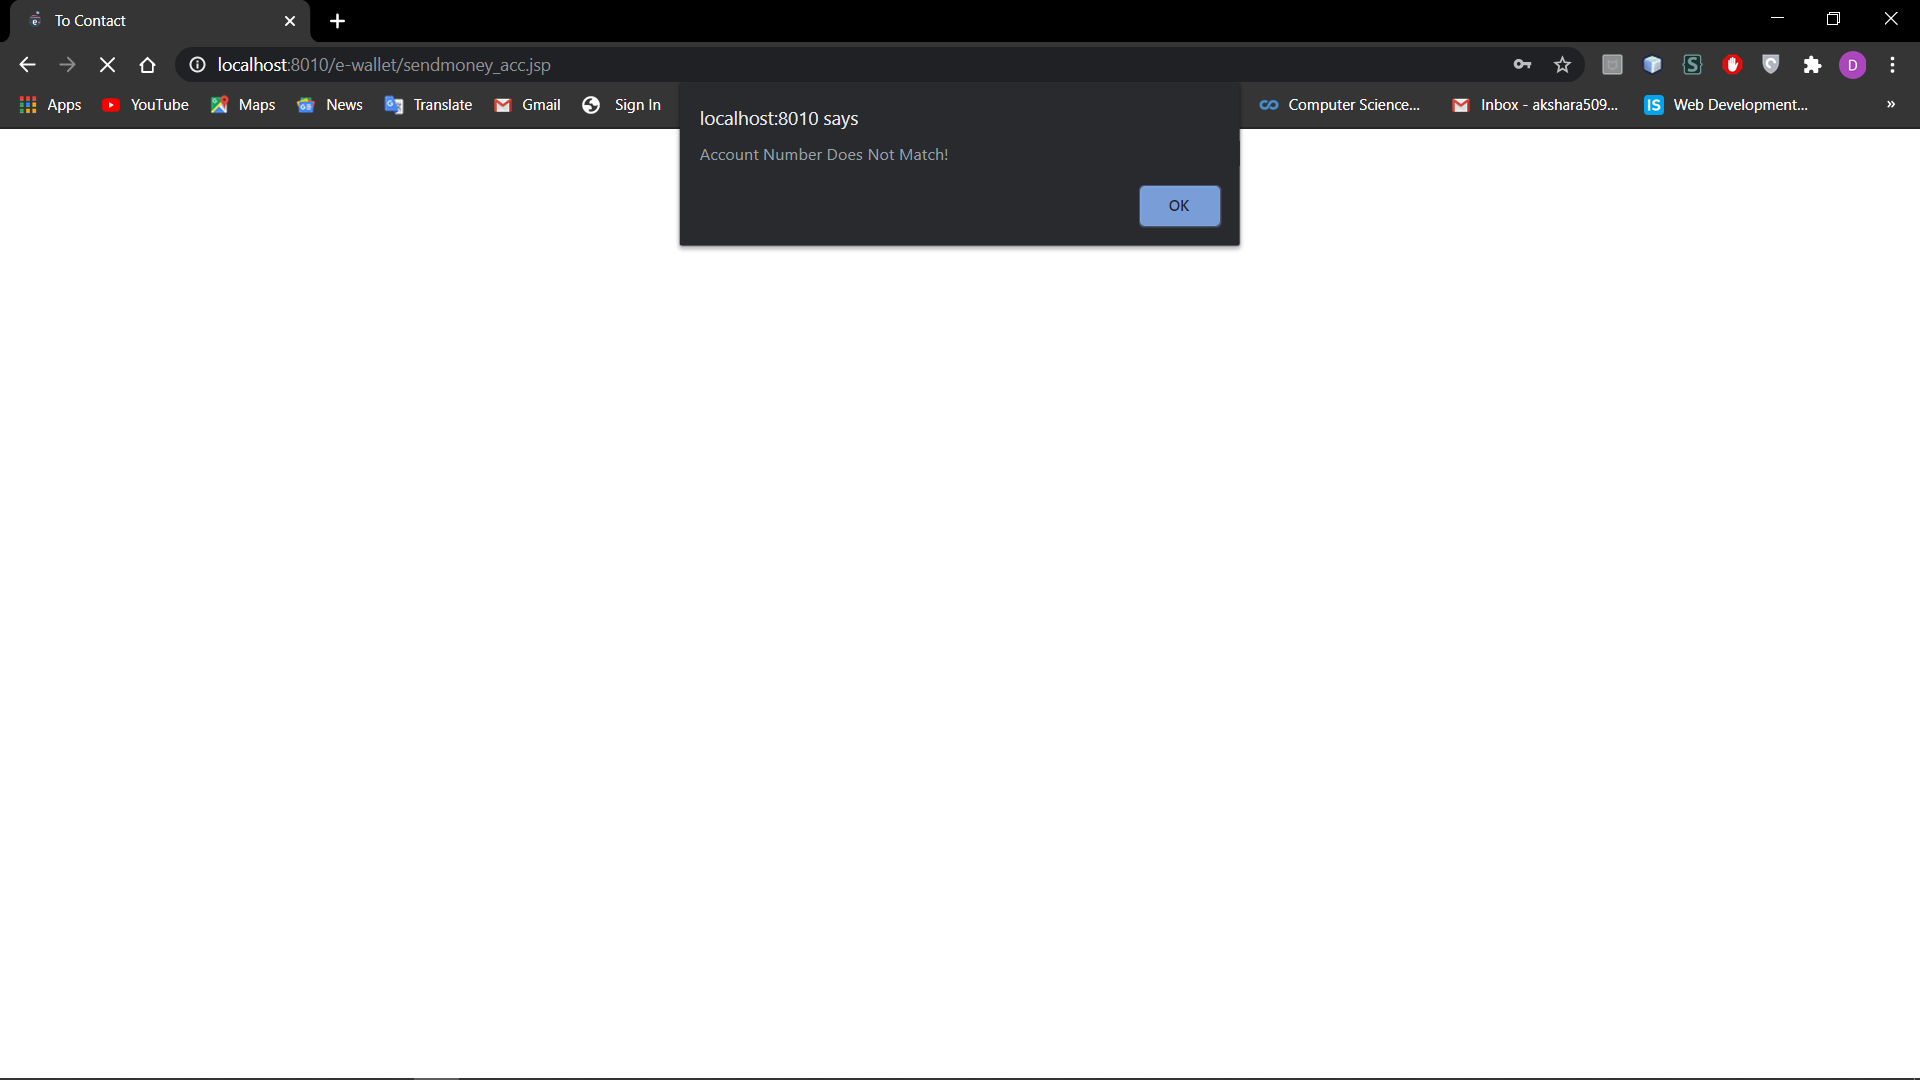 To Contact
localhost:8010/e-wallet/sendmoney_acc.jsp
D
Apps YouTube Maps News Translate Gmail Sign In Computer Science... Inbox - akshara509... IS Web Development... »
localhost:8010 says
Account Number Does Not Match!
OK